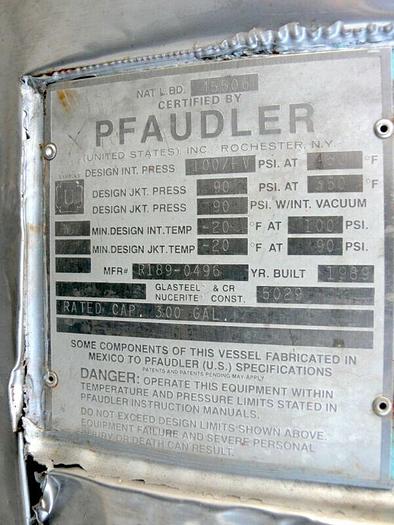 NAT'L. BD. 45506
CERTIFIED BY
PFAUDLER
(UNITED STATES), INC. ROCHESTER, N.Y.
DESIGN INT. PRESS 100/FV PSI. AT °F
DESIGN JKT. PRESS 90 PSI. AT 350 °F
DESIGN JKT. PRESS 90 PSI. W/INT. VACUUM
MIN. DESIGN INT. TEMP -20 °F AT 100 PSI.
MIN. DESIGN JKT. TEMP -20 °F AT 90 PSI.
MFR# R189-0496 YR. BUILT 1989
GLASTEEL & CR
NUCERITE CONST. 5029
RATED CAP. 300 GAL.
SOME COMPONENTS OF THIS VESSEL FABRICATED IN
MEXICO TO PFAUDLER (U.S.) SPECIFICATIONS
PATENTS AND PATENTS PENDING MAY APPLY
DANGER: OPERATE THIS EQUIPMENT WITHIN
TEMPERATURE AND PRESSURE LIMITS STATED IN
PFAUDLER INSTRUCTION MANUALS.
DO NOT EXCEED DESIGN LIMITS SHOWN ABOVE.
EQUIPMENT FAILURE AND SEVERE PERSONAL
INJURY OR DEATH CAN RESULT.